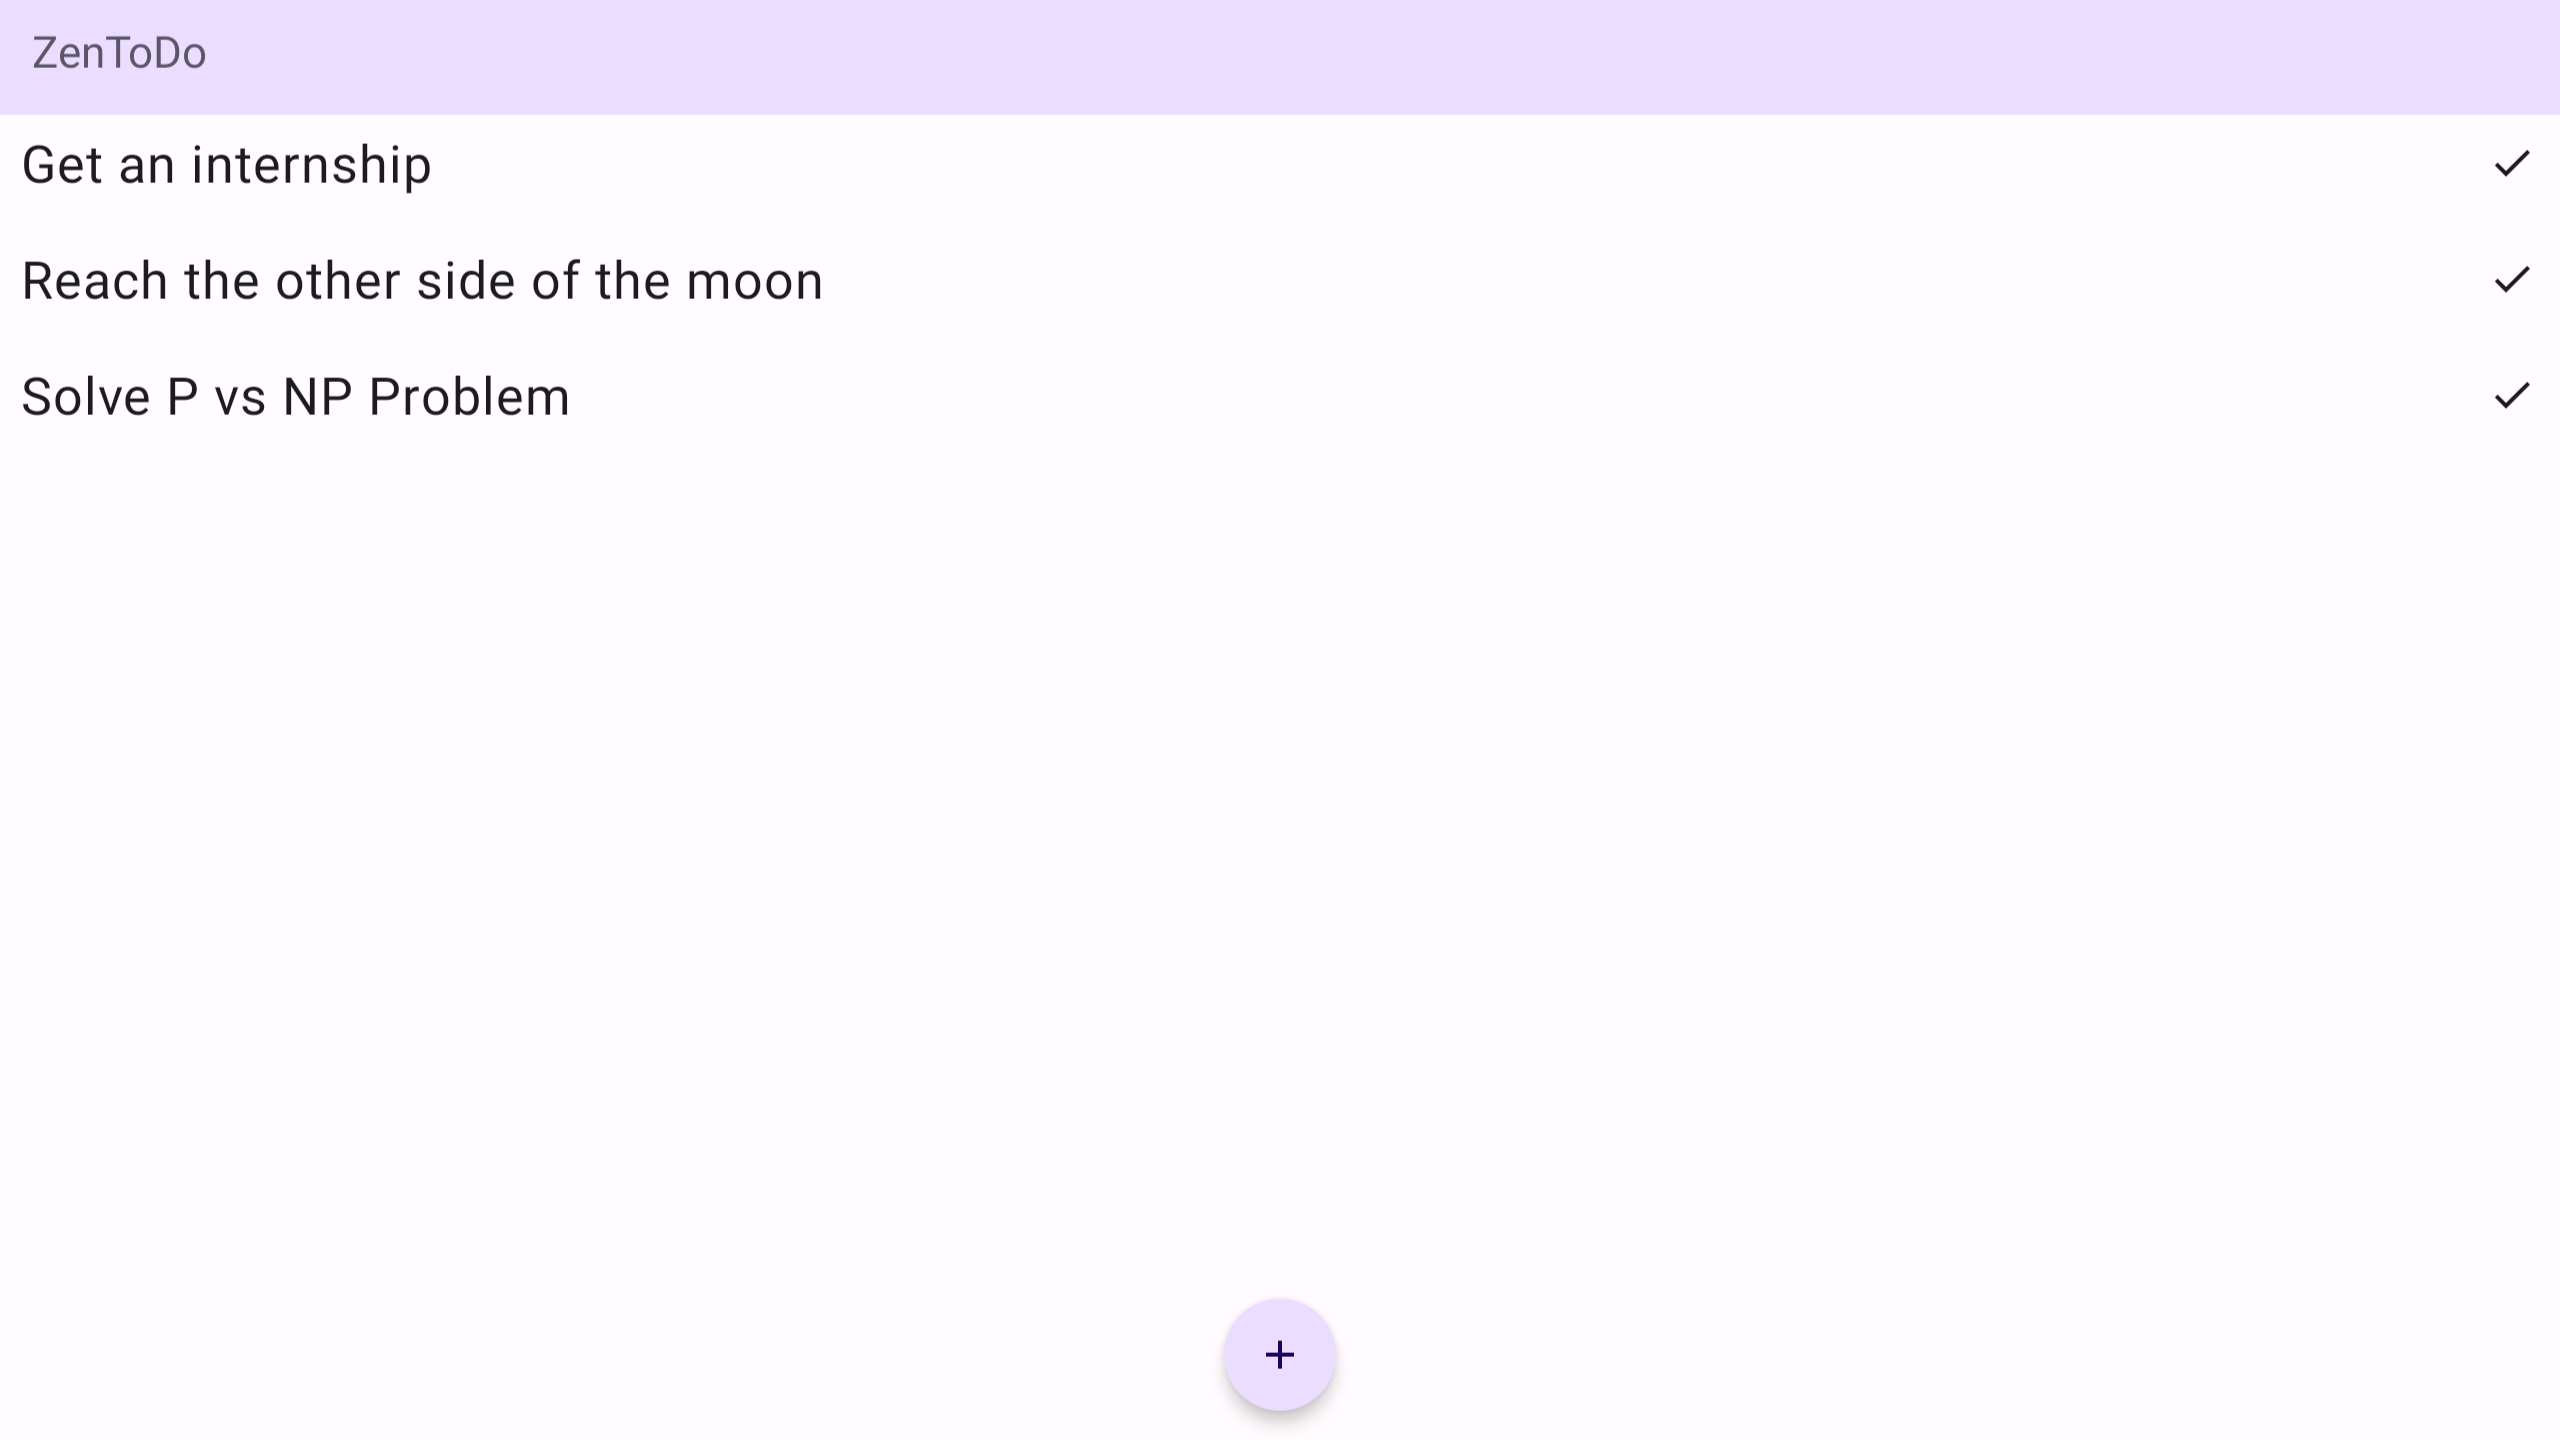 ZenToDo
Get an internship
Reach the other side of the moon
Solve P vs NP Problem